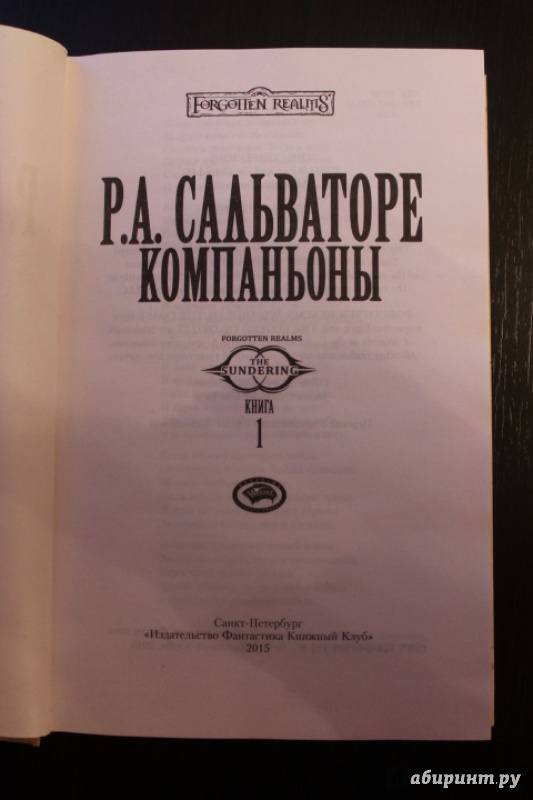 FORGOTTEN REALMS
Р.А. САЛЬВАТОРЕ
КОМПАНЬОНЫ
FORGOTTEN REALMS
THE
SUNDERING
КНИГА
1
Санкт-Петербург
«Издательство Фантастика Книжный Клуб»
2015
абиринт.ру